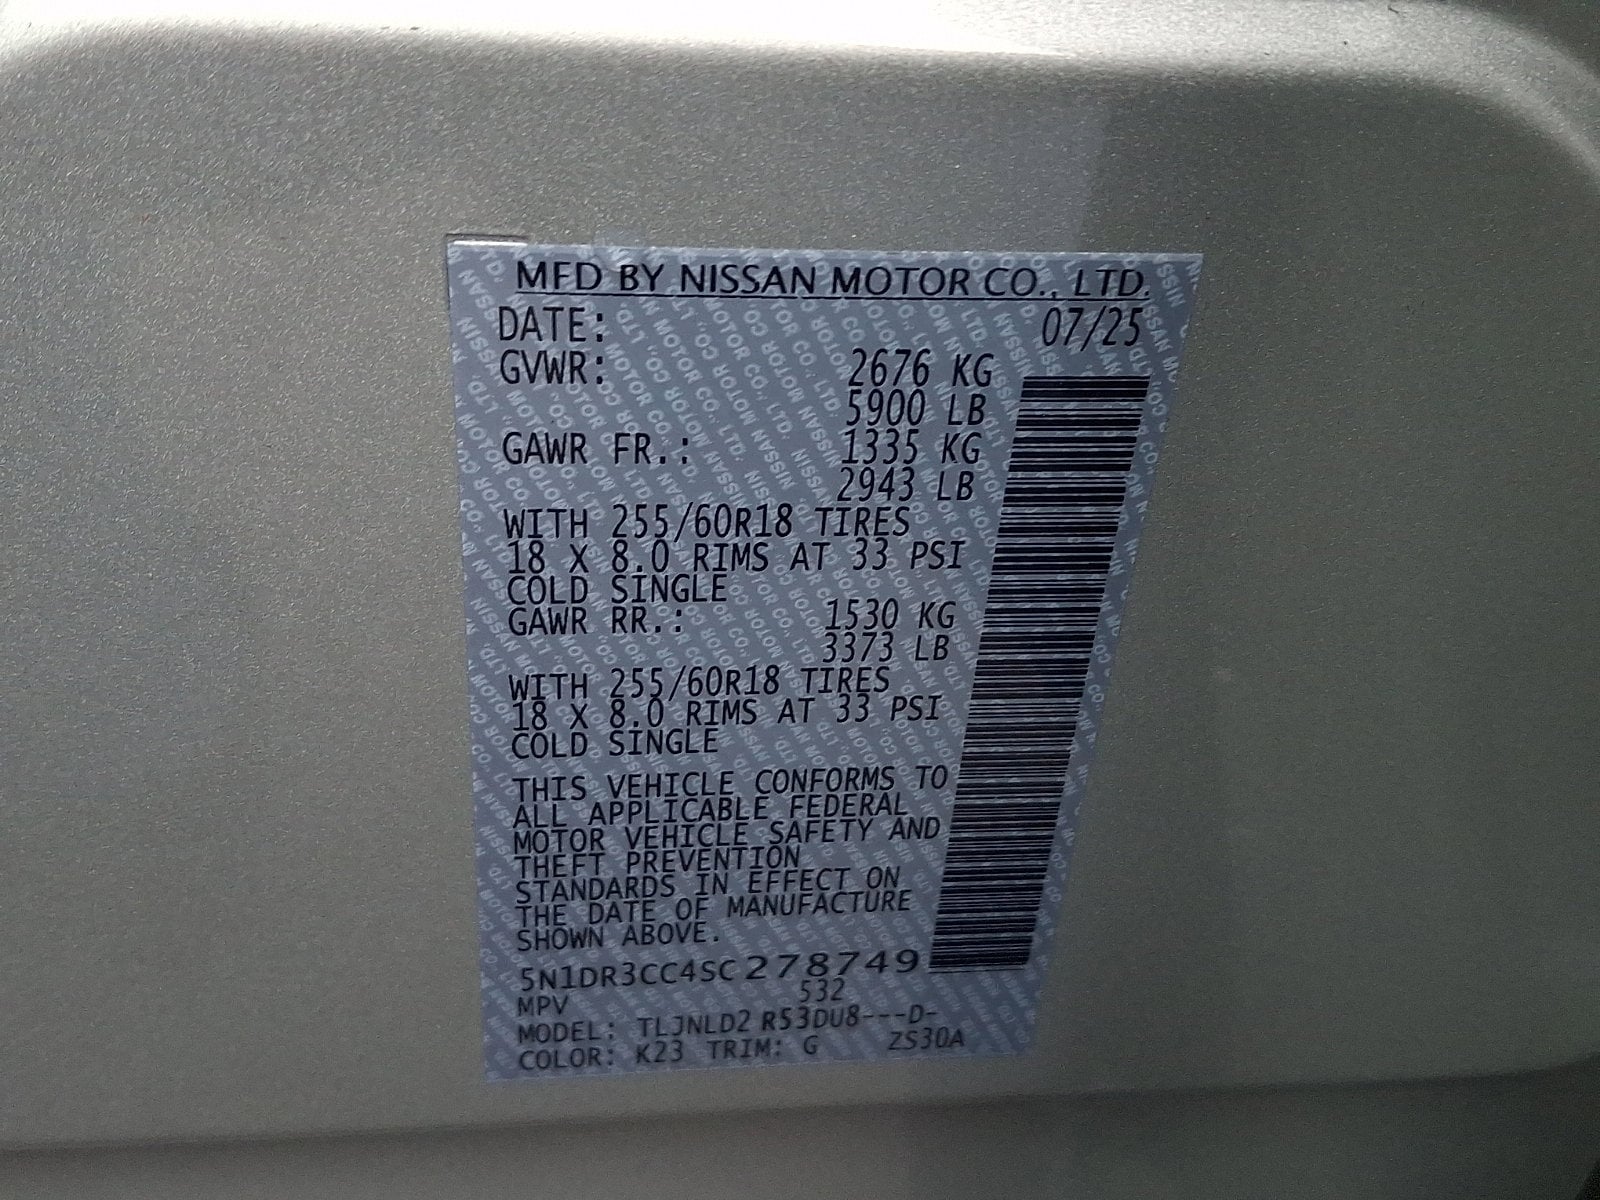 MFD BY NISSAN MOTOR CO., LTD.
DATE: 07/25
GVWR: 2676 KG
5900 LB
GAWR FR.: 1335 KG
2943 LB
WITH 255/60R18 TIRES
18 X 8.0 RIMS AT 33 PSI
COLD SINGLE
GAWR RR.: 1530 KG
3373 LB
WITH 255/60R18 TIRES
18 X 8.0 RIMS AT 33 PSI
COLD SINGLE
THIS VEHICLE CONFORMS TO
ALL APPLICABLE FEDERAL
MOTOR VEHICLE SAFETY AND
THEFT PREVENTION
STANDARDS IN EFFECT ON
THE DATE OF MANUFACTURE
SHOWN ABOVE.
5N1DR3CC4SC278749
MPV 532
MODEL: TLJNLD2 R53DU8---D-
COLOR: K23 TRIM: G ZS30A